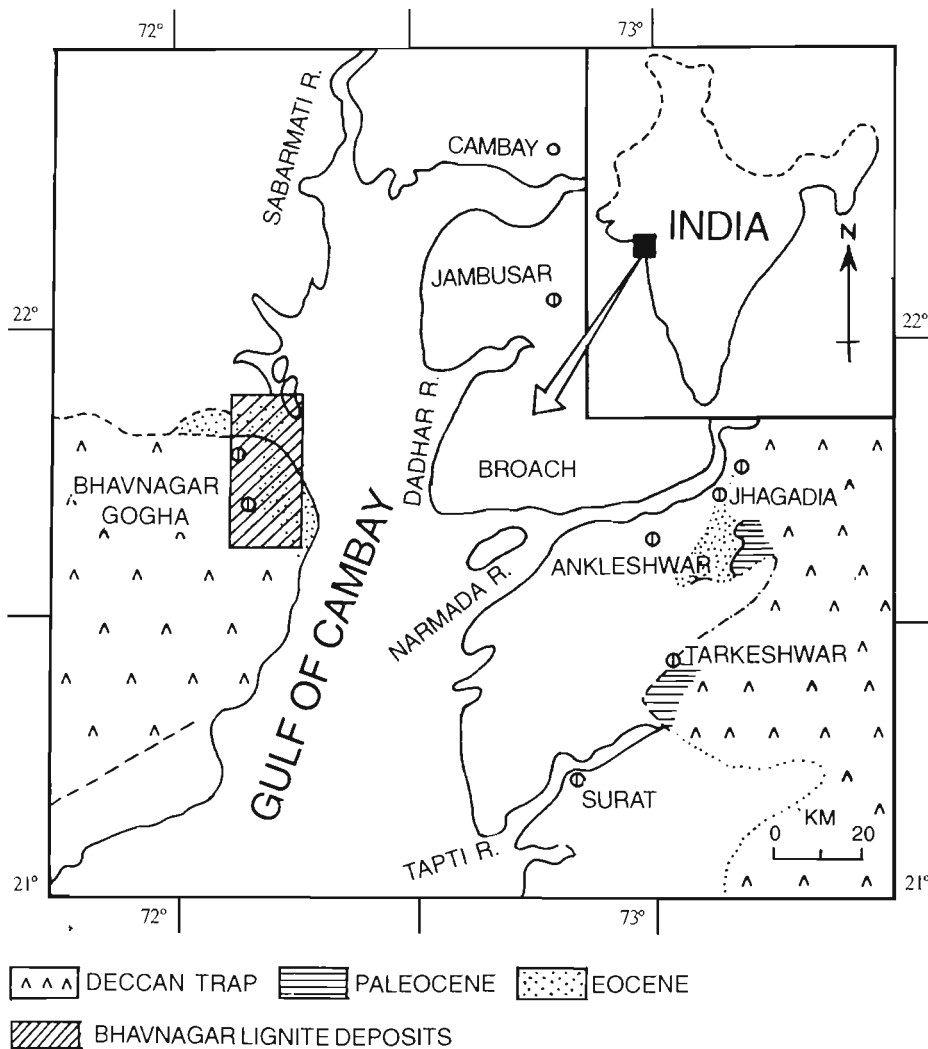 72°
73°
SABARMATI R.
CAMBAY
INDIA
N
JAMBUSAR
22°
22°
DADHAR R.
BROACH
BHAVNAGAR
GOGHA
JHAGADIA
ANKLESHWAR
GULF OF CAMBAY
NARMADA R.
TARKESHWAR
SURAT
KM
0 20
TAPTI R.
21°
21°
72°
73°
DECCAN TRAP
PALEOCENE
EOCENE
BHAVNAGAR LIGNITE DEPOSITS